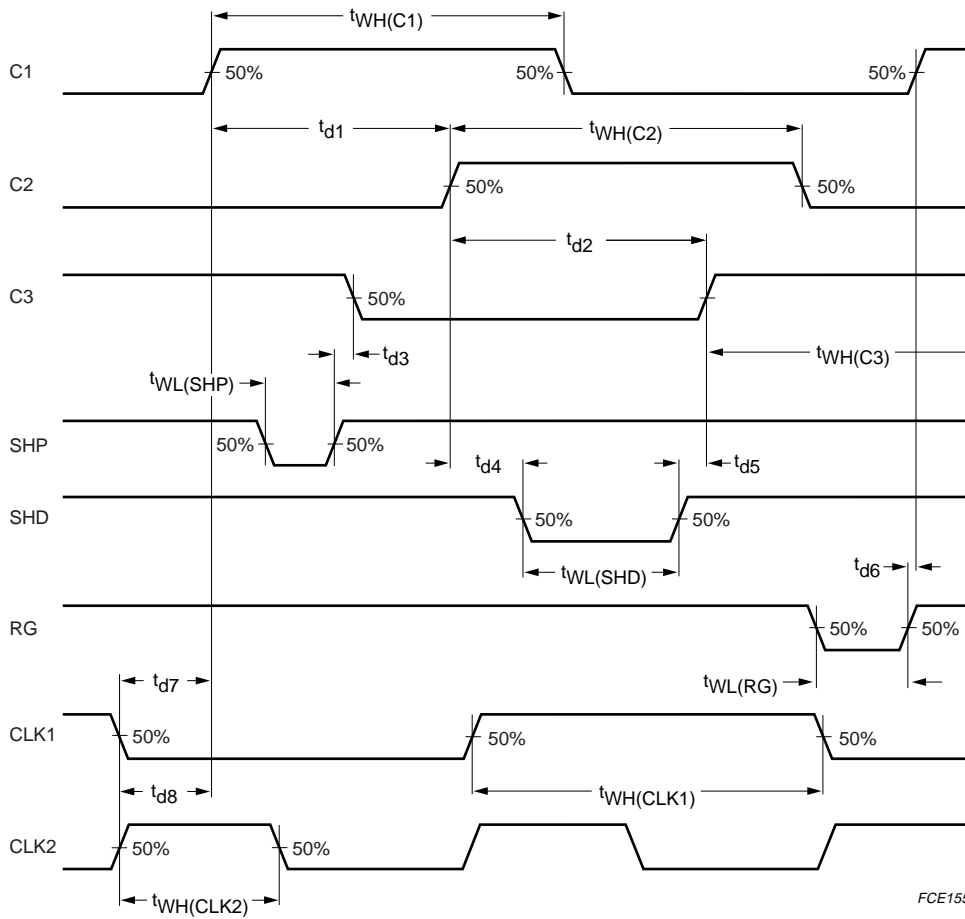 tWH(C1)
C1
50%
50%
50%
td1
tWH(C2)
C2
50%
50%
td2
C3
50%
td3
tWH(C3)
tWL(SHP)
SHP
50%
50%
td4
td5
SHD
50%
50%
tWL(SHD)
td6
RG
50%
50%
td7
tWL(RG)
CLK1
50%
50%
50%
td8
tWH(CLK1)
CLK2
50%
50%
tWH(CLK2)
FCE155